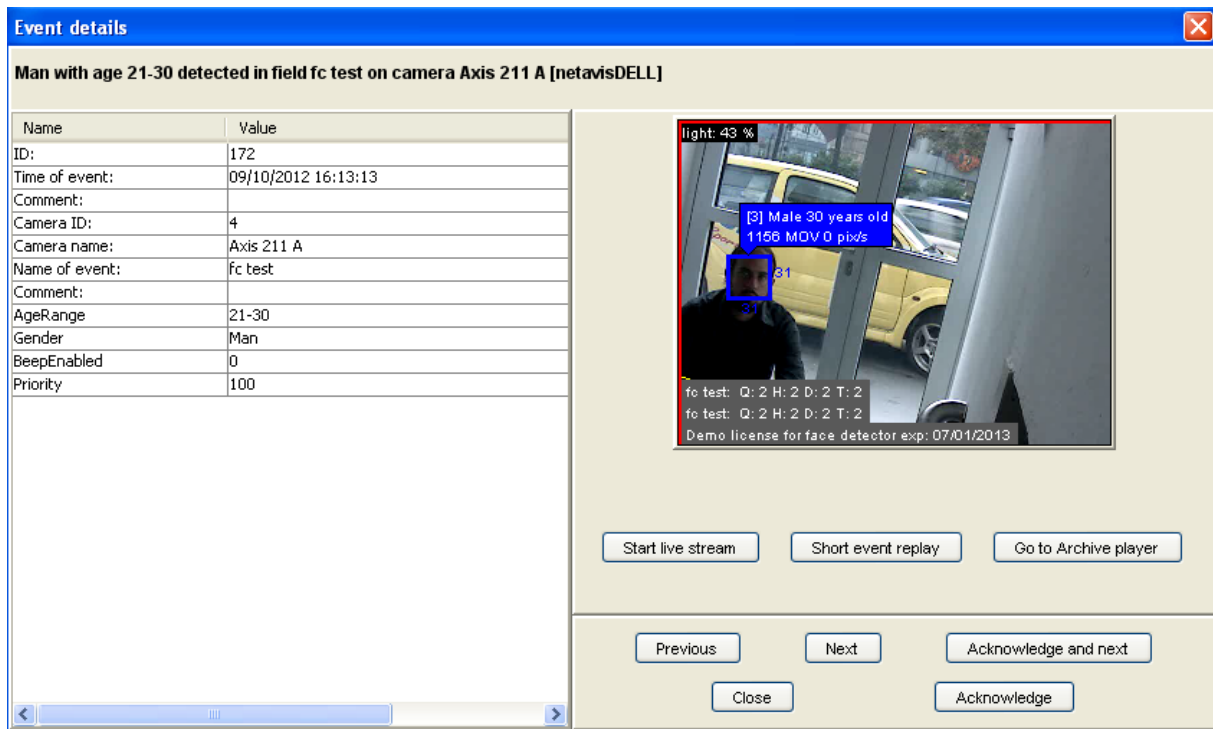 Event details
Man with age 21-30 detected in field fc test on camera Axis 211 A [netavisDELL]
Name Value
ID: 172
Time of event: 09/10/2012 16:13:13
Comment:
Camera ID: 4
Camera name: Axis 211 A
Name of event: fc test
Comment:
AgeRange 21-30
Gender Man
BeepEnabled 0
Priority 100
light: 43 %
[3] Male 30 years old
1156 MOV 0 pix/s
31
fc test: Q: 2 H: 2 D: 2 T: 2
fc test: Q: 2 H: 2 D: 2 T: 2
Demo license for face detector exp: 07/01/2013
Start live stream Short event replay Go to Archive player
Previous Next Acknowledge and next
Close Acknowledge